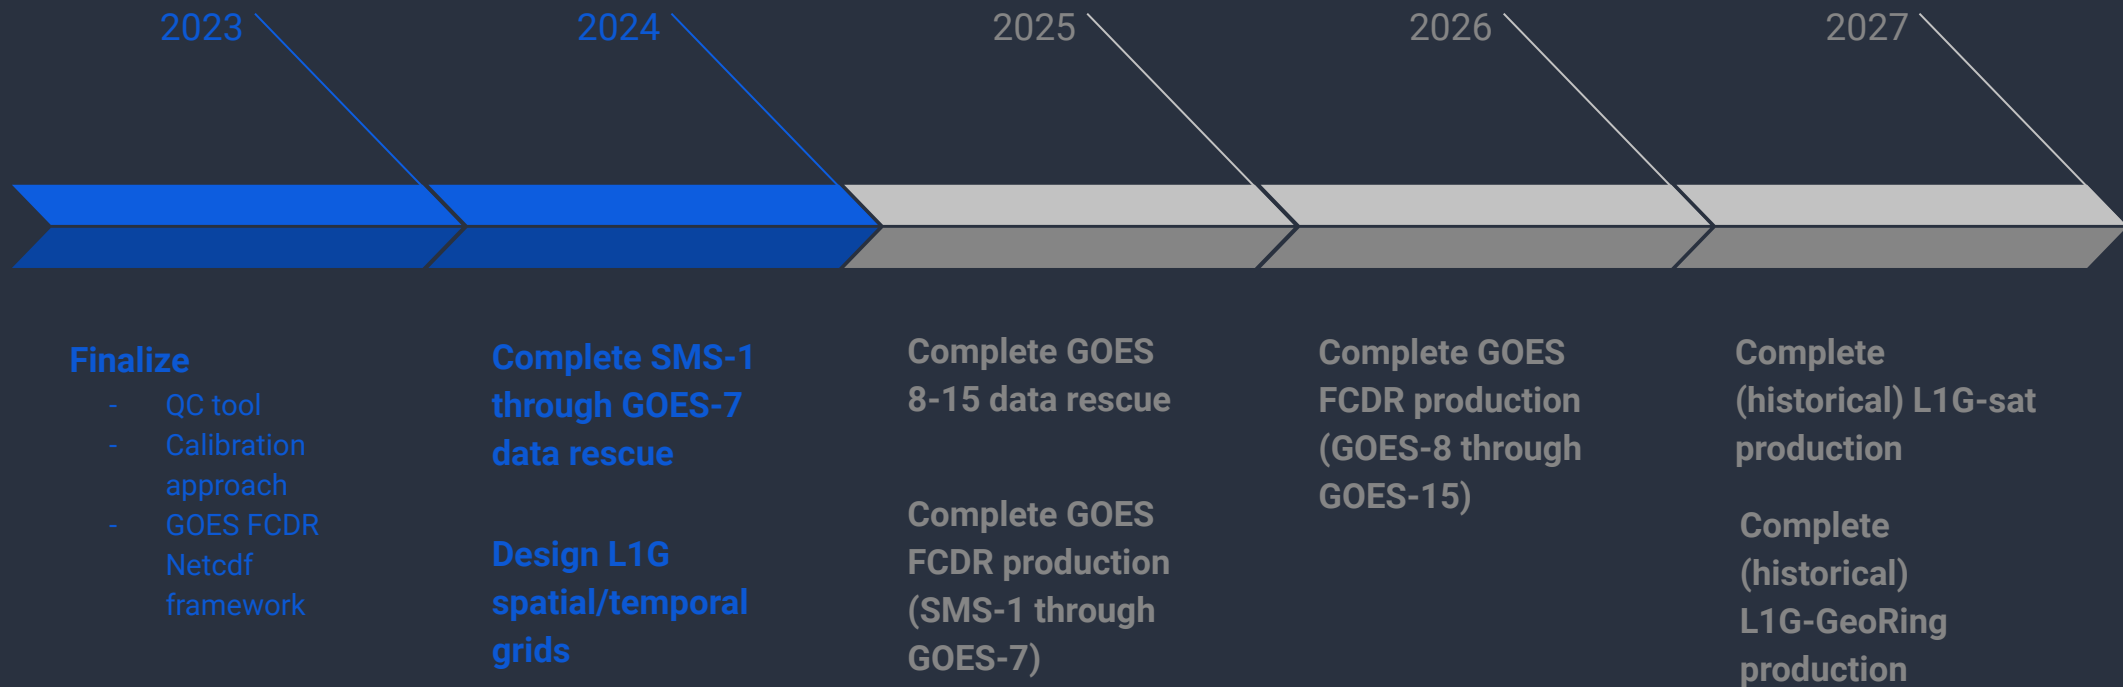 2023
2024
2025
2026
2027
Finalize
- QC tool
- Calibration
approach
- GOES FCDR
Netcdf
framework
Complete SMS-1
through GOES-7
data rescue
Design L1G
spatial/temporal
grids
Complete GOES
8-15 data rescue
Complete GOES
FCDR production
(SMS-1 through
GOES-7)
Complete GOES
FCDR production
(GOES-8 through
GOES-15)
Complete
(historical) L1G-sat
production
Complete
(historical)
L1G-GeoRing
production